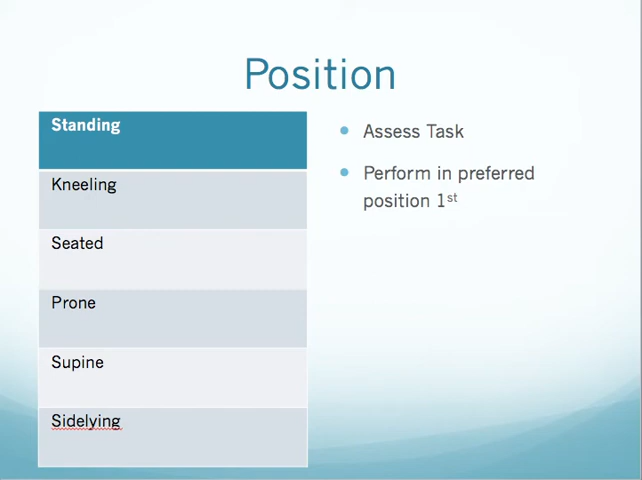 Position
Standing
Kneeling
Seated
Prone
Supine
Sidelying
Assess Task
Perform in preferred
position 1st